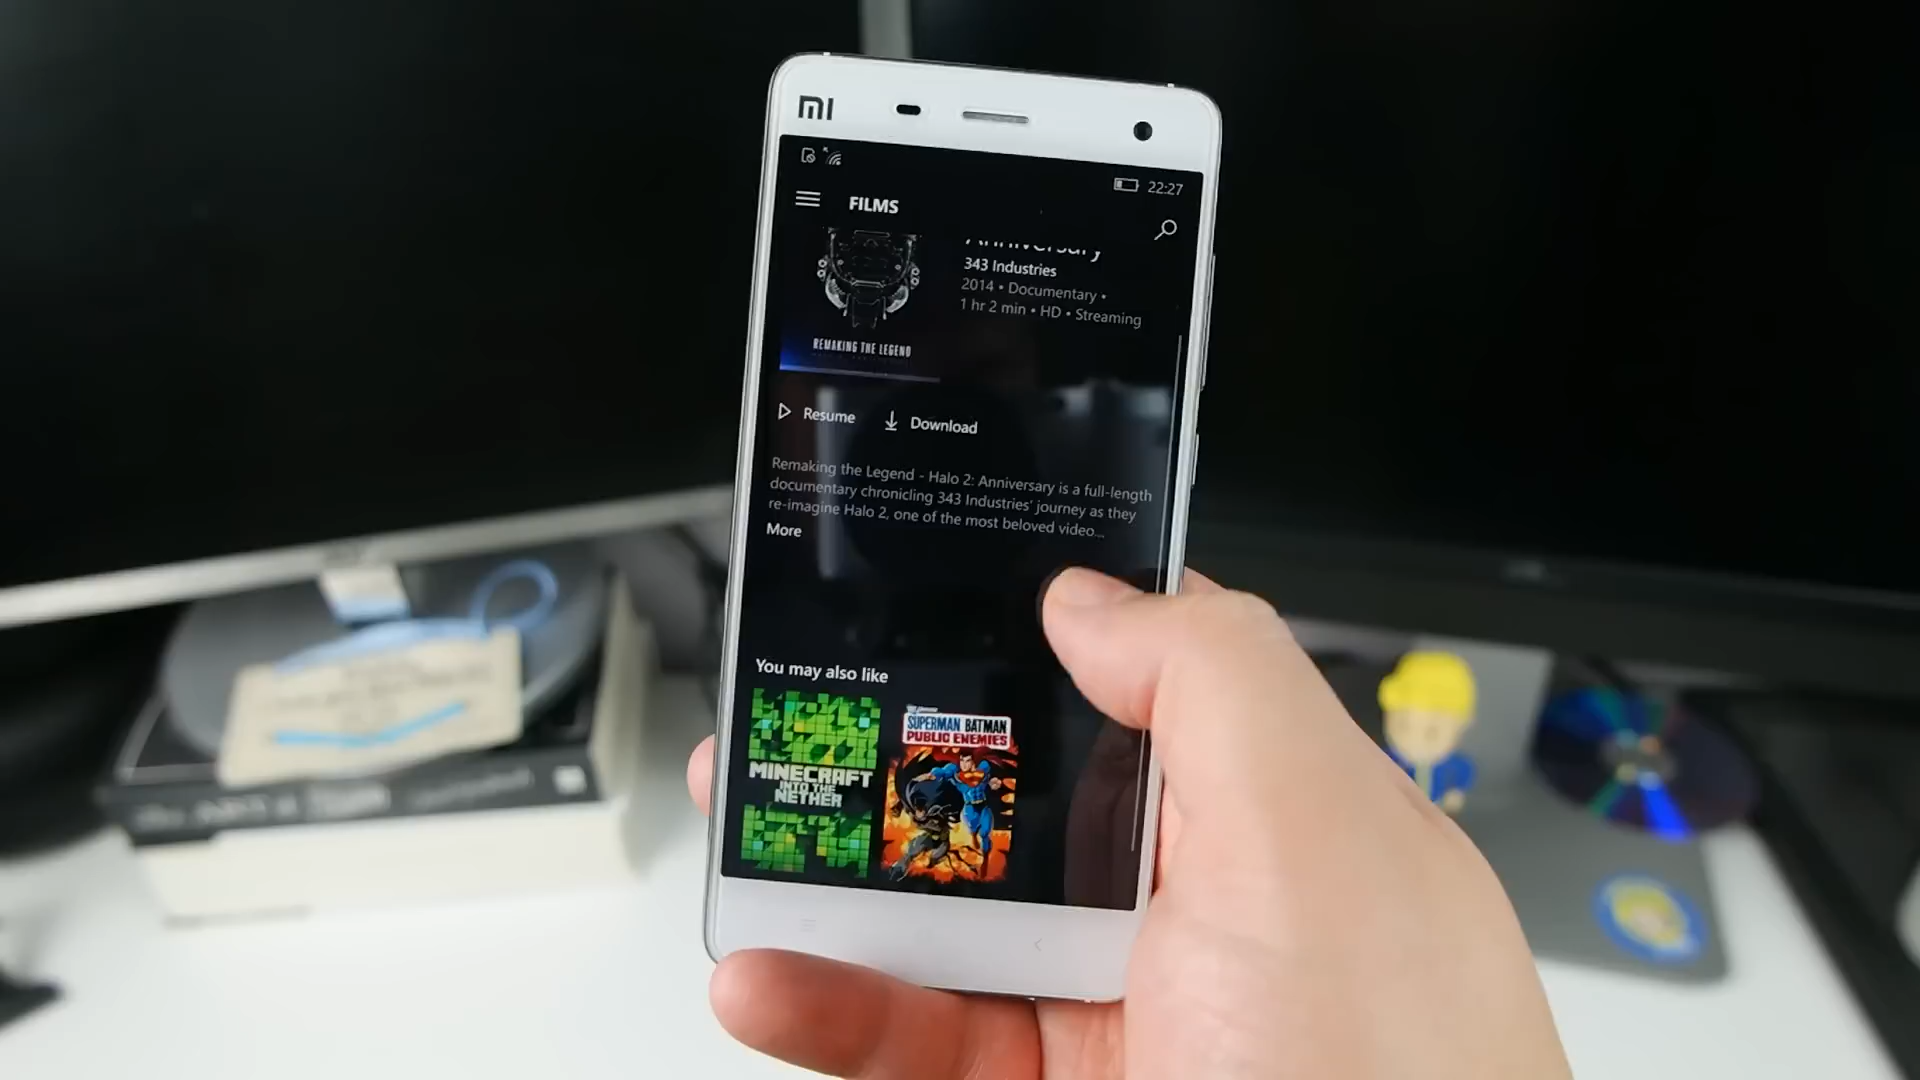 MI
22:27
FILMS
Anniversary
343 Industries
2014 • Documentary •
1 hr 2 min • HD • Streaming
REMAKING THE LEGEND
Resume
Download
Remaking the Legend - Halo 2: Anniversary is a full-length
documentary chronicling 343 Industries' journey as they
re-imagine Halo 2, one of the most beloved video...
More
You may also like
MINECRAFT
INTO THE
NETHER
SUPERMAN BATMAN
PUBLIC ENEMIES